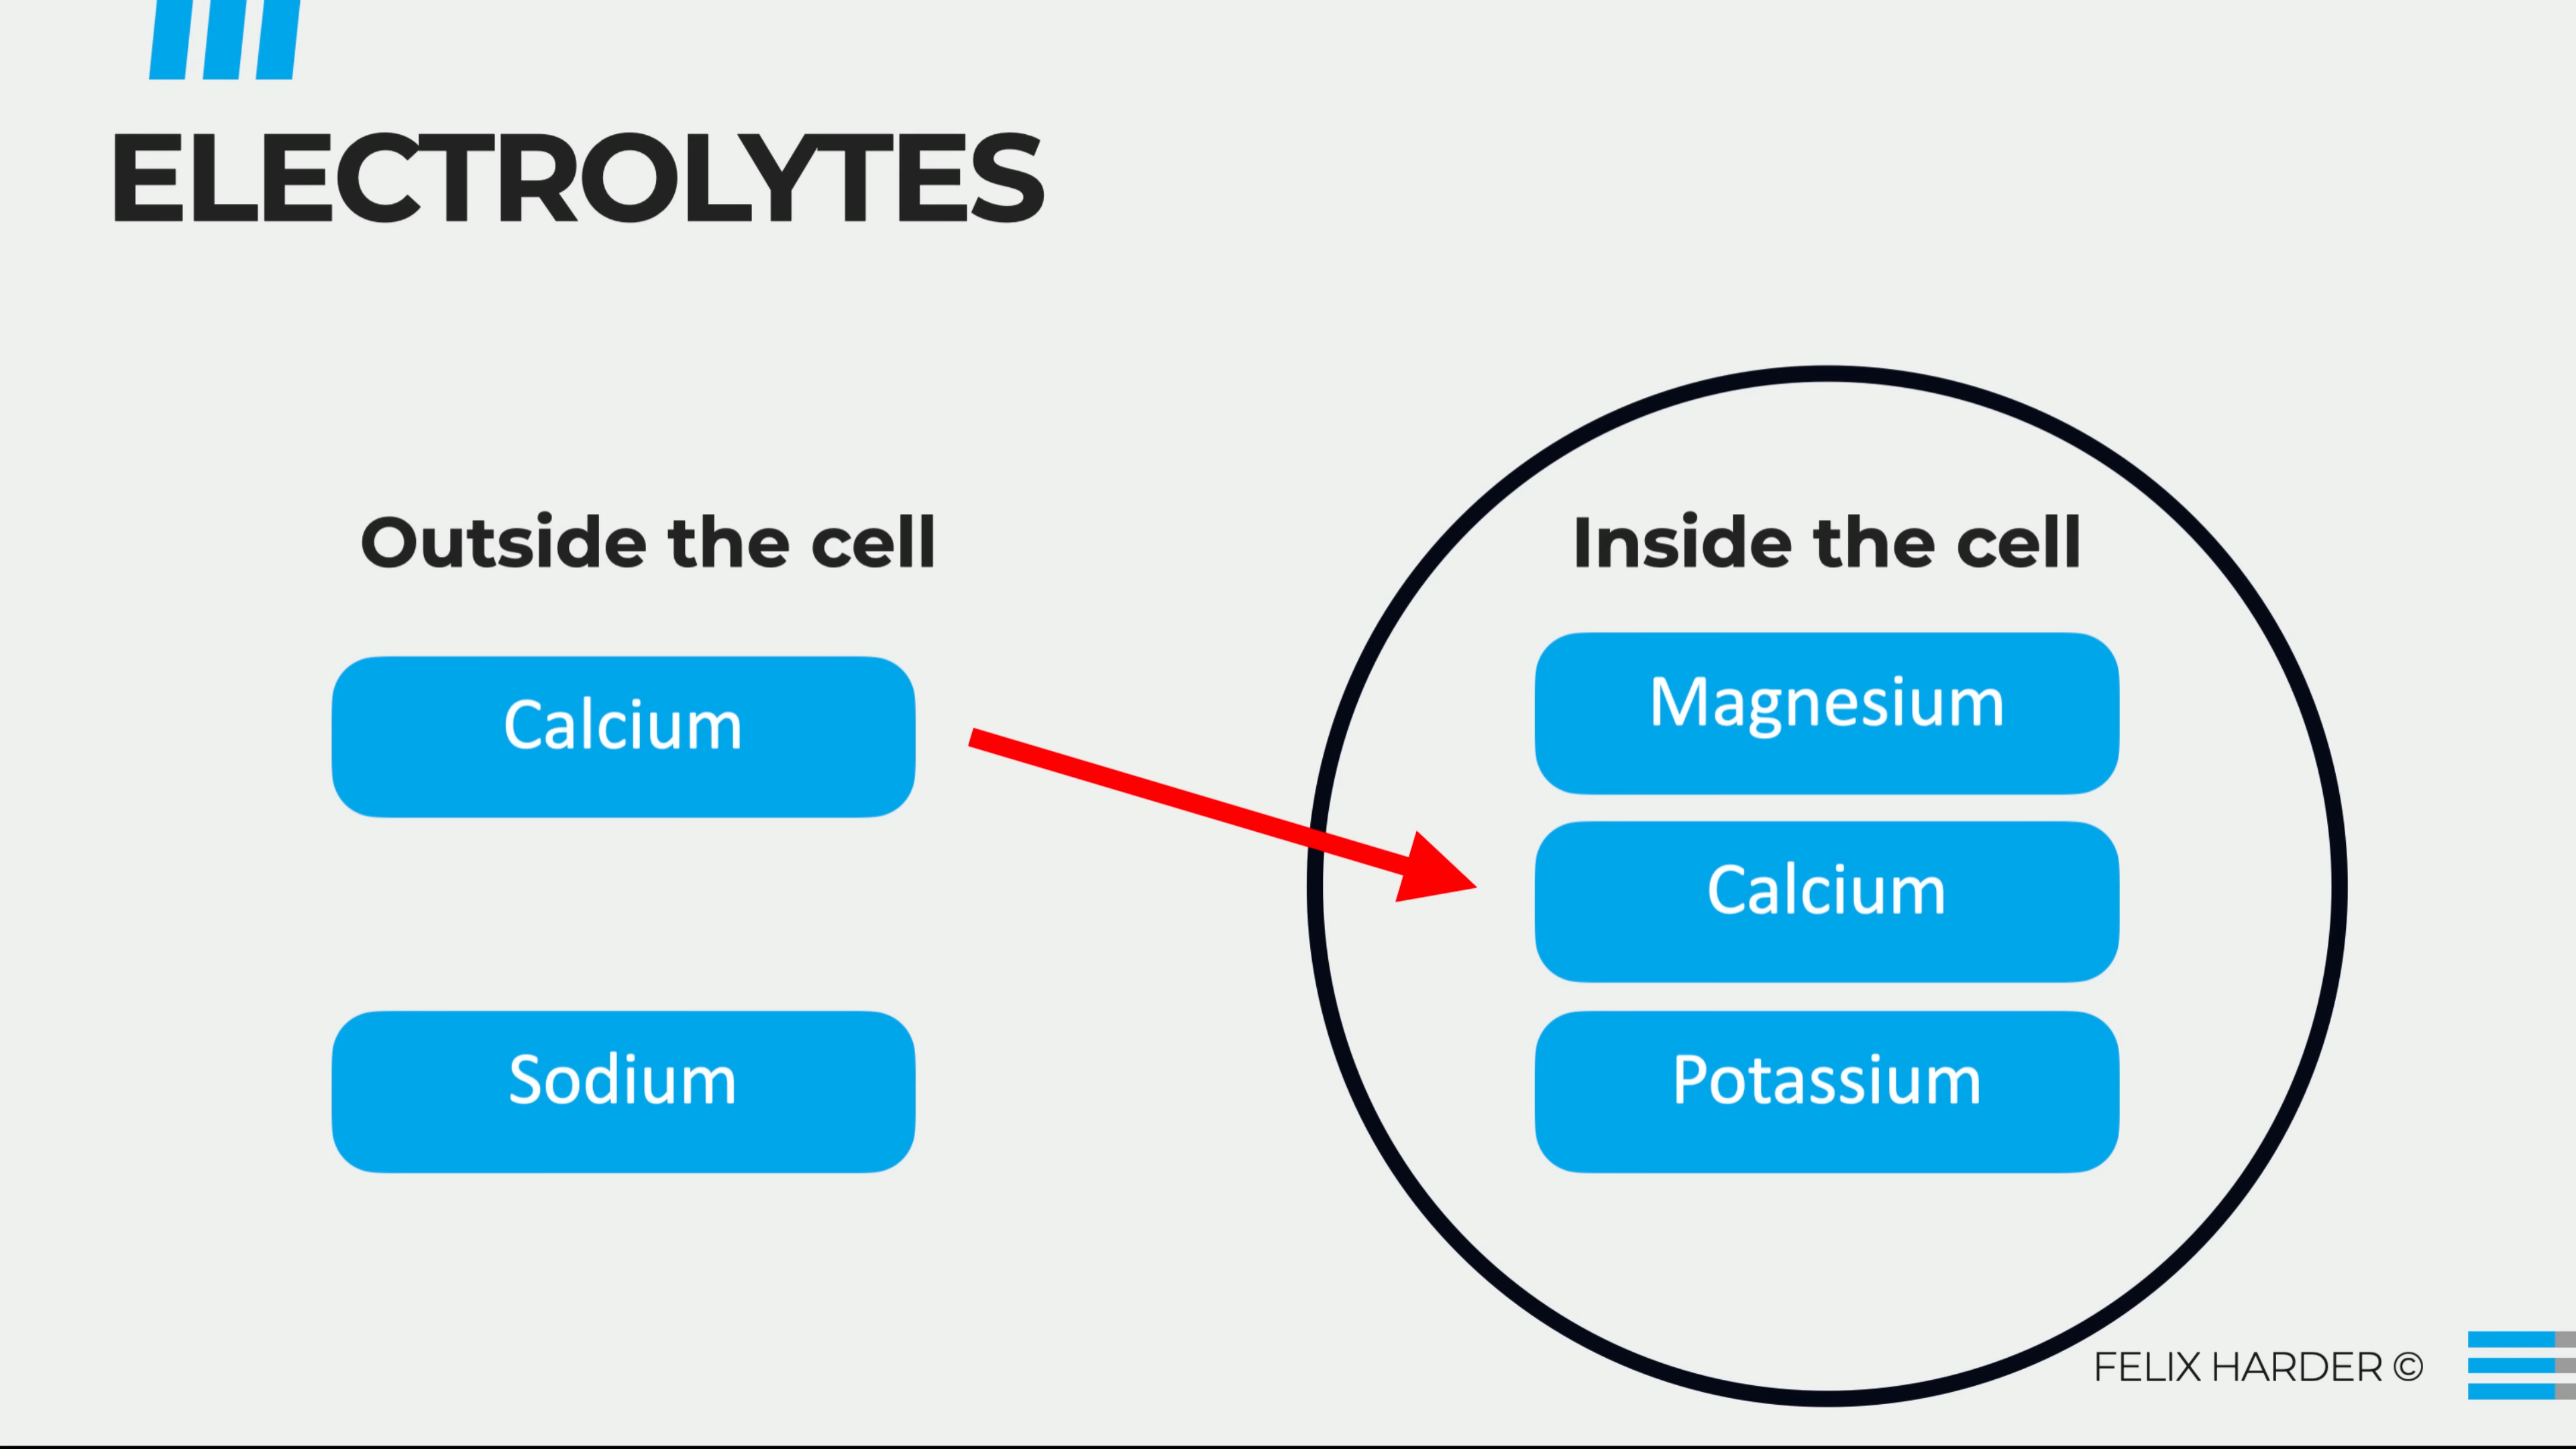 ELECTROLYTES
Outside the cell
Calcium
Sodium
Inside the cell
Magnesium
Calcium
Potassium
FELIX HARDER ©